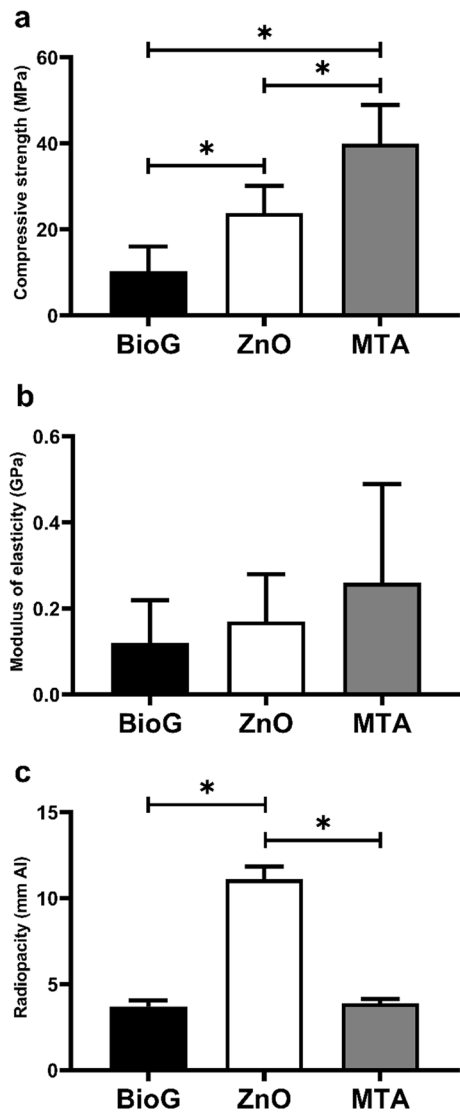 a
*
*
*
Compressive strength (MPa)
60
40
20
0
BioG ZnO MTA
b
Modulus of elasticity (GPa)
0.6
0.4
0.2
0.0
BioG ZnO MTA
c
*
*
Radiopacity (mm Al)
15
10
5
0
BioG ZnO MTA